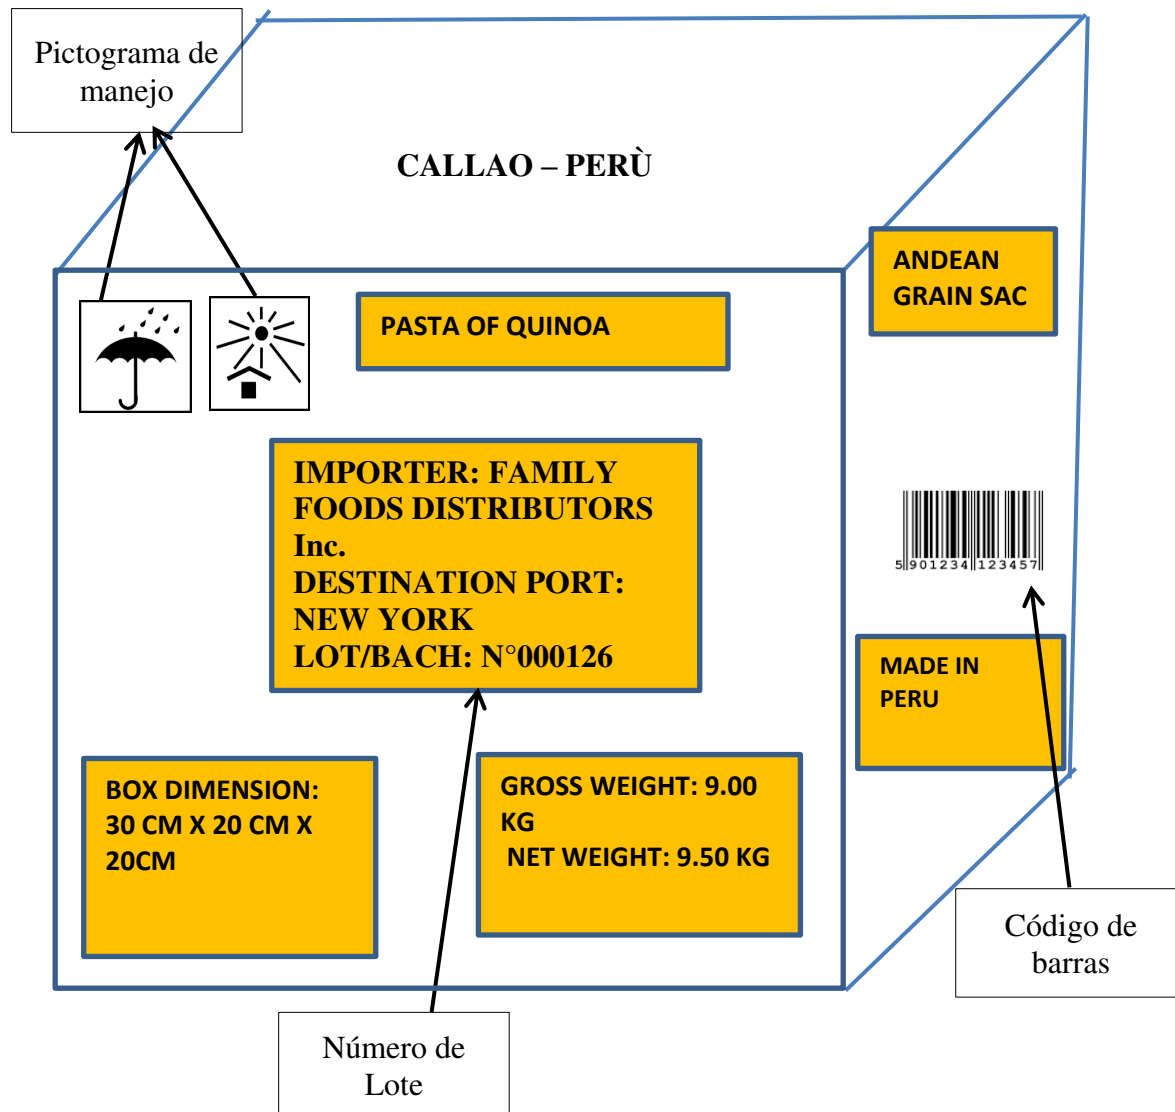 Pictograma de
manejo
CALLAO – PERÙ
ANDEAN
GRAIN SAC
PASTA OF QUINOA
IMPORTER: FAMILY
FOODS DISTRIBUTORS
Inc.
DESTINATION PORT:
NEW YORK
LOT/BACH: N°000126
5 901234 123457
MADE IN
PERU
BOX DIMENSION:
30 CM X 20 CM X
20CM
GROSS WEIGHT: 9.00
KG
NET WEIGHT: 9.50 KG
Código de
barras
Número de
Lote